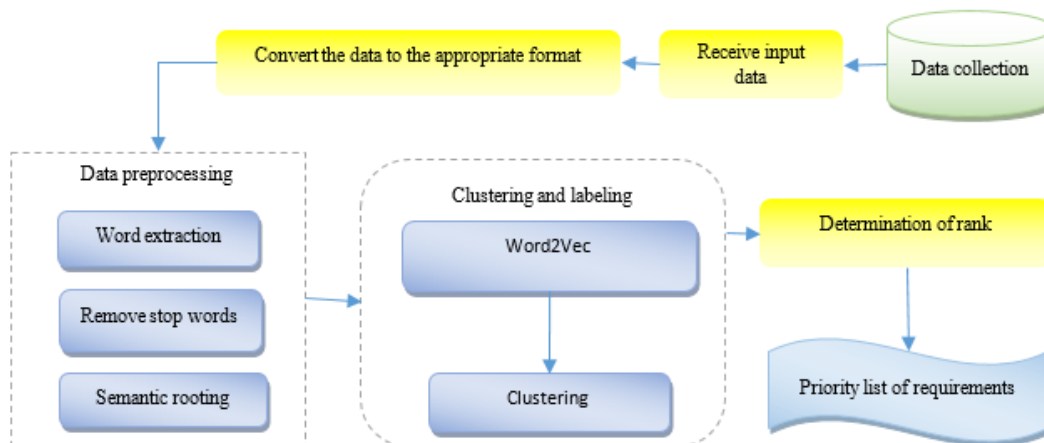 Convert the data to the appropriate format
Receive input
data
Data collection
Data preprocessing
Word extraction
Remove stop words
Semantic rooting
Clustering and labeling
Word2Vec
Clustering
Determination of rank
Priority list of requirements